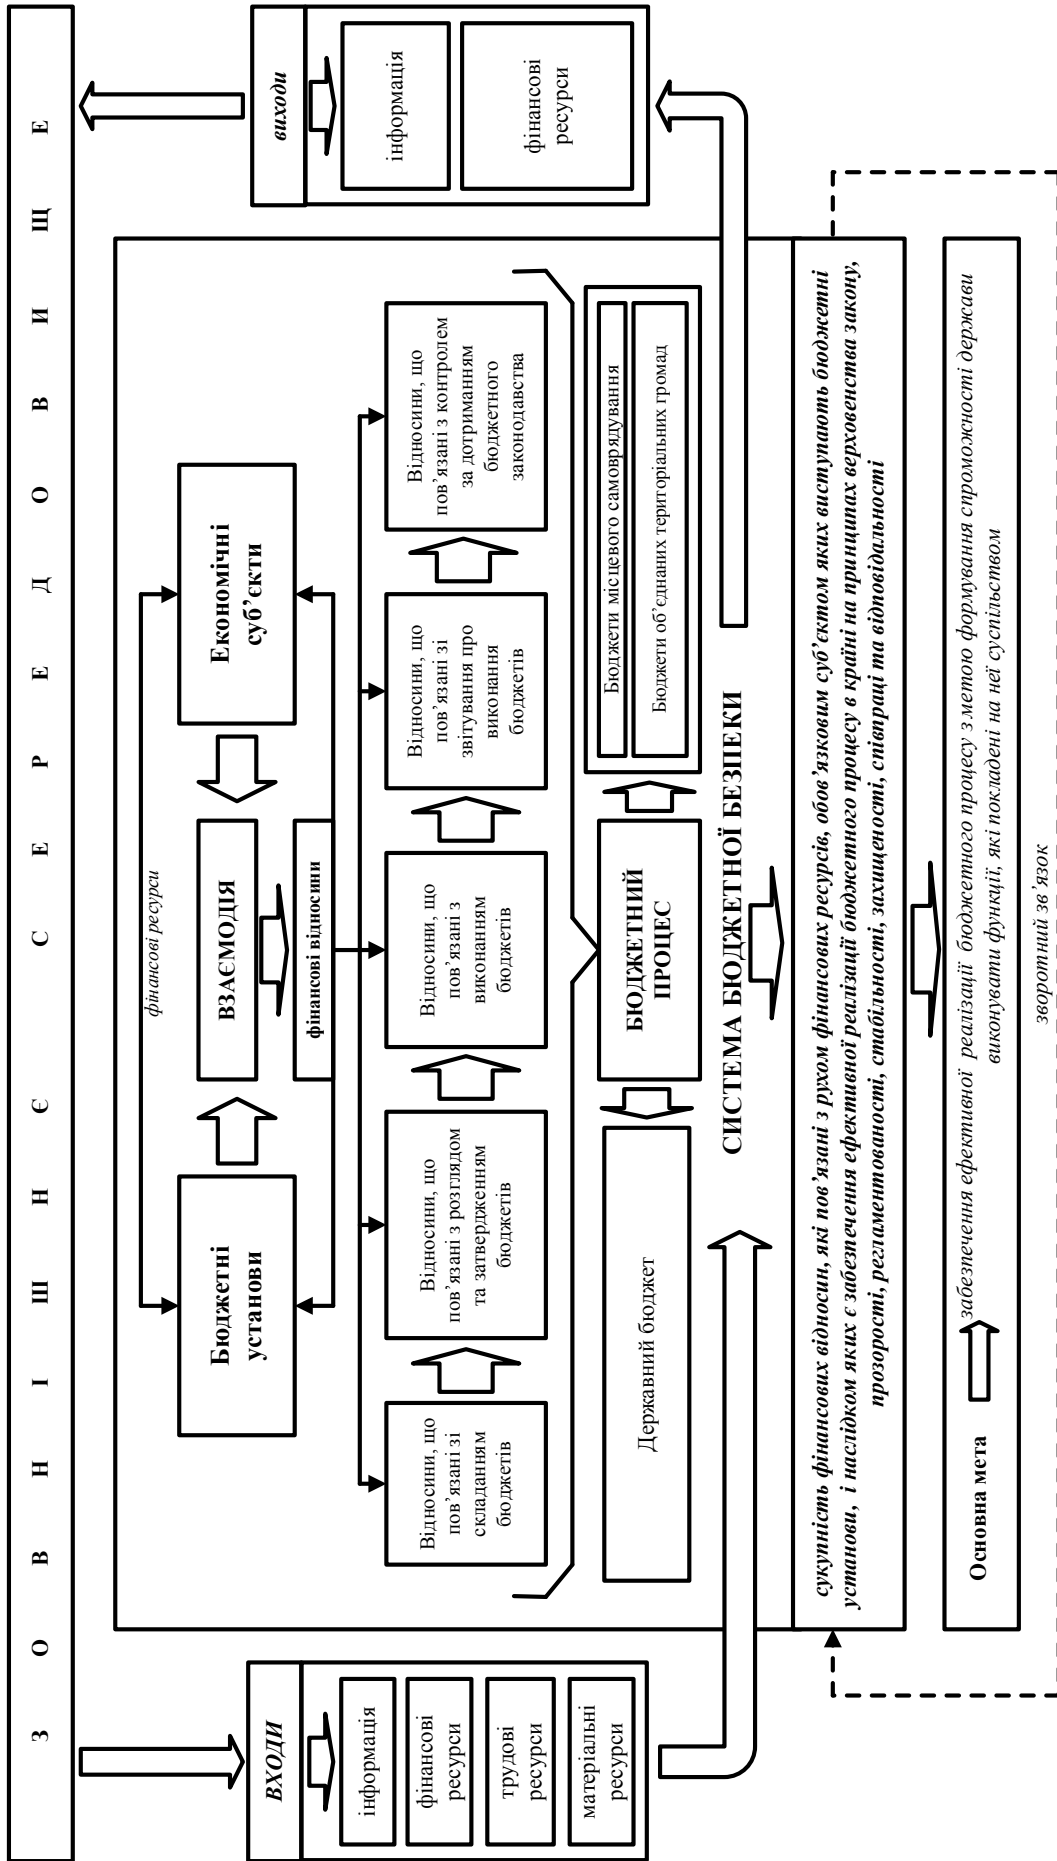 З О В Н І Ш Н Є С Е Р Е Д О В И Щ Е
ВХОДИ
інформація
фінансові
ресурси
трудові
ресурси
матеріальні
ресурси
фінансові ресурси
Бюджетні
установи
ВЗАЄМОДІЯ
фінансові відносини
Економічні
суб’єкти
Відносини, що
пов’язані зі
складанням
бюджетів
Відносини, що
пов’язані з розглядом
та затвердженням
бюджетів
Відносини, що
пов’язані з
виконанням
бюджетів
Відносини, що
пов’язані зі
звітування про
виконання
бюджетів
Відносини, що
пов’язані з контролем
за дотриманням
бюджетного
законодавства
Державний бюджет
БЮДЖЕТНИЙ
ПРОЦЕС
Бюджети місцевого самоврядування
Бюджети об’єднаних територіальних громад
СИСТЕМА БЮДЖЕТНОЇ БЕЗПЕКИ
виходи
інформація
фінансові
ресурси
сукупність фінансових відносин, які пов’язані з рухом фінансових ресурсів, обов’язковим суб’єктом яких виступають бюджетні
установи, і наслідком яких є забезпечення ефективної реалізації бюджетного процесу в країні на принципах верховенства закону,
прозорості, регламентованості, стабільності, захищеності, співпраці та відповідальності
Основна мета
забезпечення ефективної реалізації бюджетного процесу з метою формування спроможності держави
виконувати функції, які покладені на неї суспільством
зворотний зв’язок